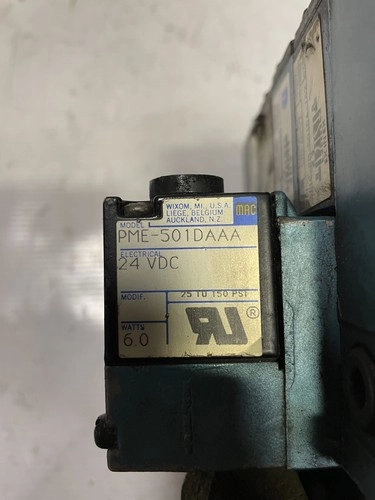 WIXOM, MI., U.S.A.
LIEGE, BELGIUM
AUCKLAND, N.Z.
MAC
MODEL
PME-501DAAA
ELECTRICAL
24 VDC
MODIF.
25 TO 150 PSI
WATTS
6.0
RU®